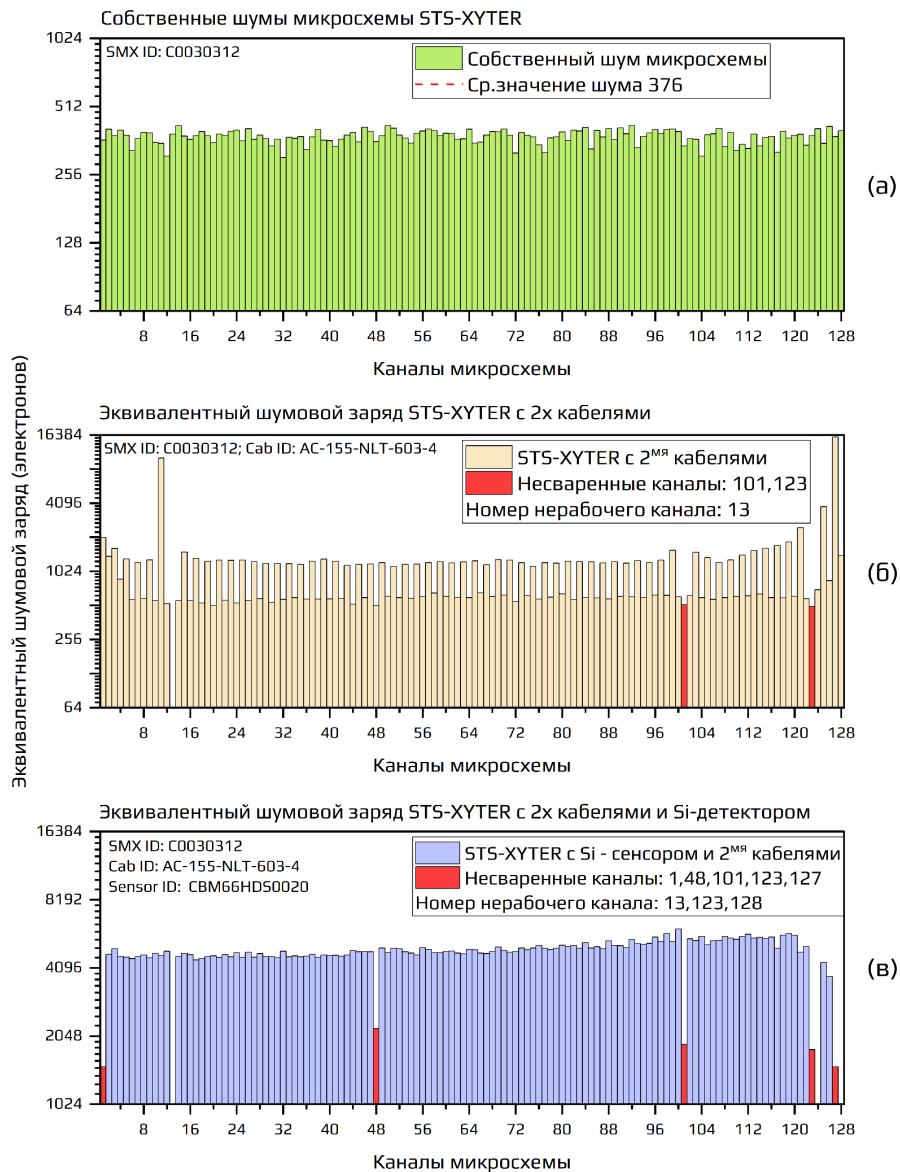 Собственные шумы микросхемы STS-XYTER
1024
512
256
128
64
SMX ID: C0030312
Собственный шум микросхемы
Ср.значение шума 376
(а)
8 16 24 32 40 48 56 64 72 80 88 96 104 112 120 128
Каналы микросхемы
Эквивалентный шумовой заряд (электронов)
Эквивалентный шумовой заряд STS-XYTER с 2х кабелями
16384
4096
1024
256
64
SMX ID: C0030312; Cab ID: AC-155-NLT-603-4
STS-XYTER с 2ᴹᴽ кабелями
Несваренные каналы: 101,123
Номер нерабочего канала: 13
(б)
8 16 24 32 40 48 56 64 72 80 88 96 104 112 120 128
Каналы микросхемы
Эквивалентный шумовой заряд STS-XYTER с 2х кабелями и Si-детектором
16384
8192
4096
2048
1024
SMX ID: C0030312
Cab ID: AC-155-NLT-603-4
Sensor ID: CBM66HDS0020
STS-XYTER с Si - сенсором и 2ᴹᴽ кабелями
Несваренные каналы: 1,48,101,123,127
Номер нерабочего канала: 13,123,128
(в)
8 16 24 32 40 48 56 64 72 80 88 96 104 112 120 128
Каналы микросхемы